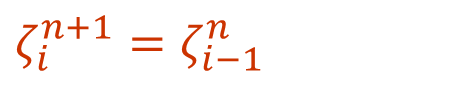 ζ_i^{n+1} = ζ_{i-1}^n